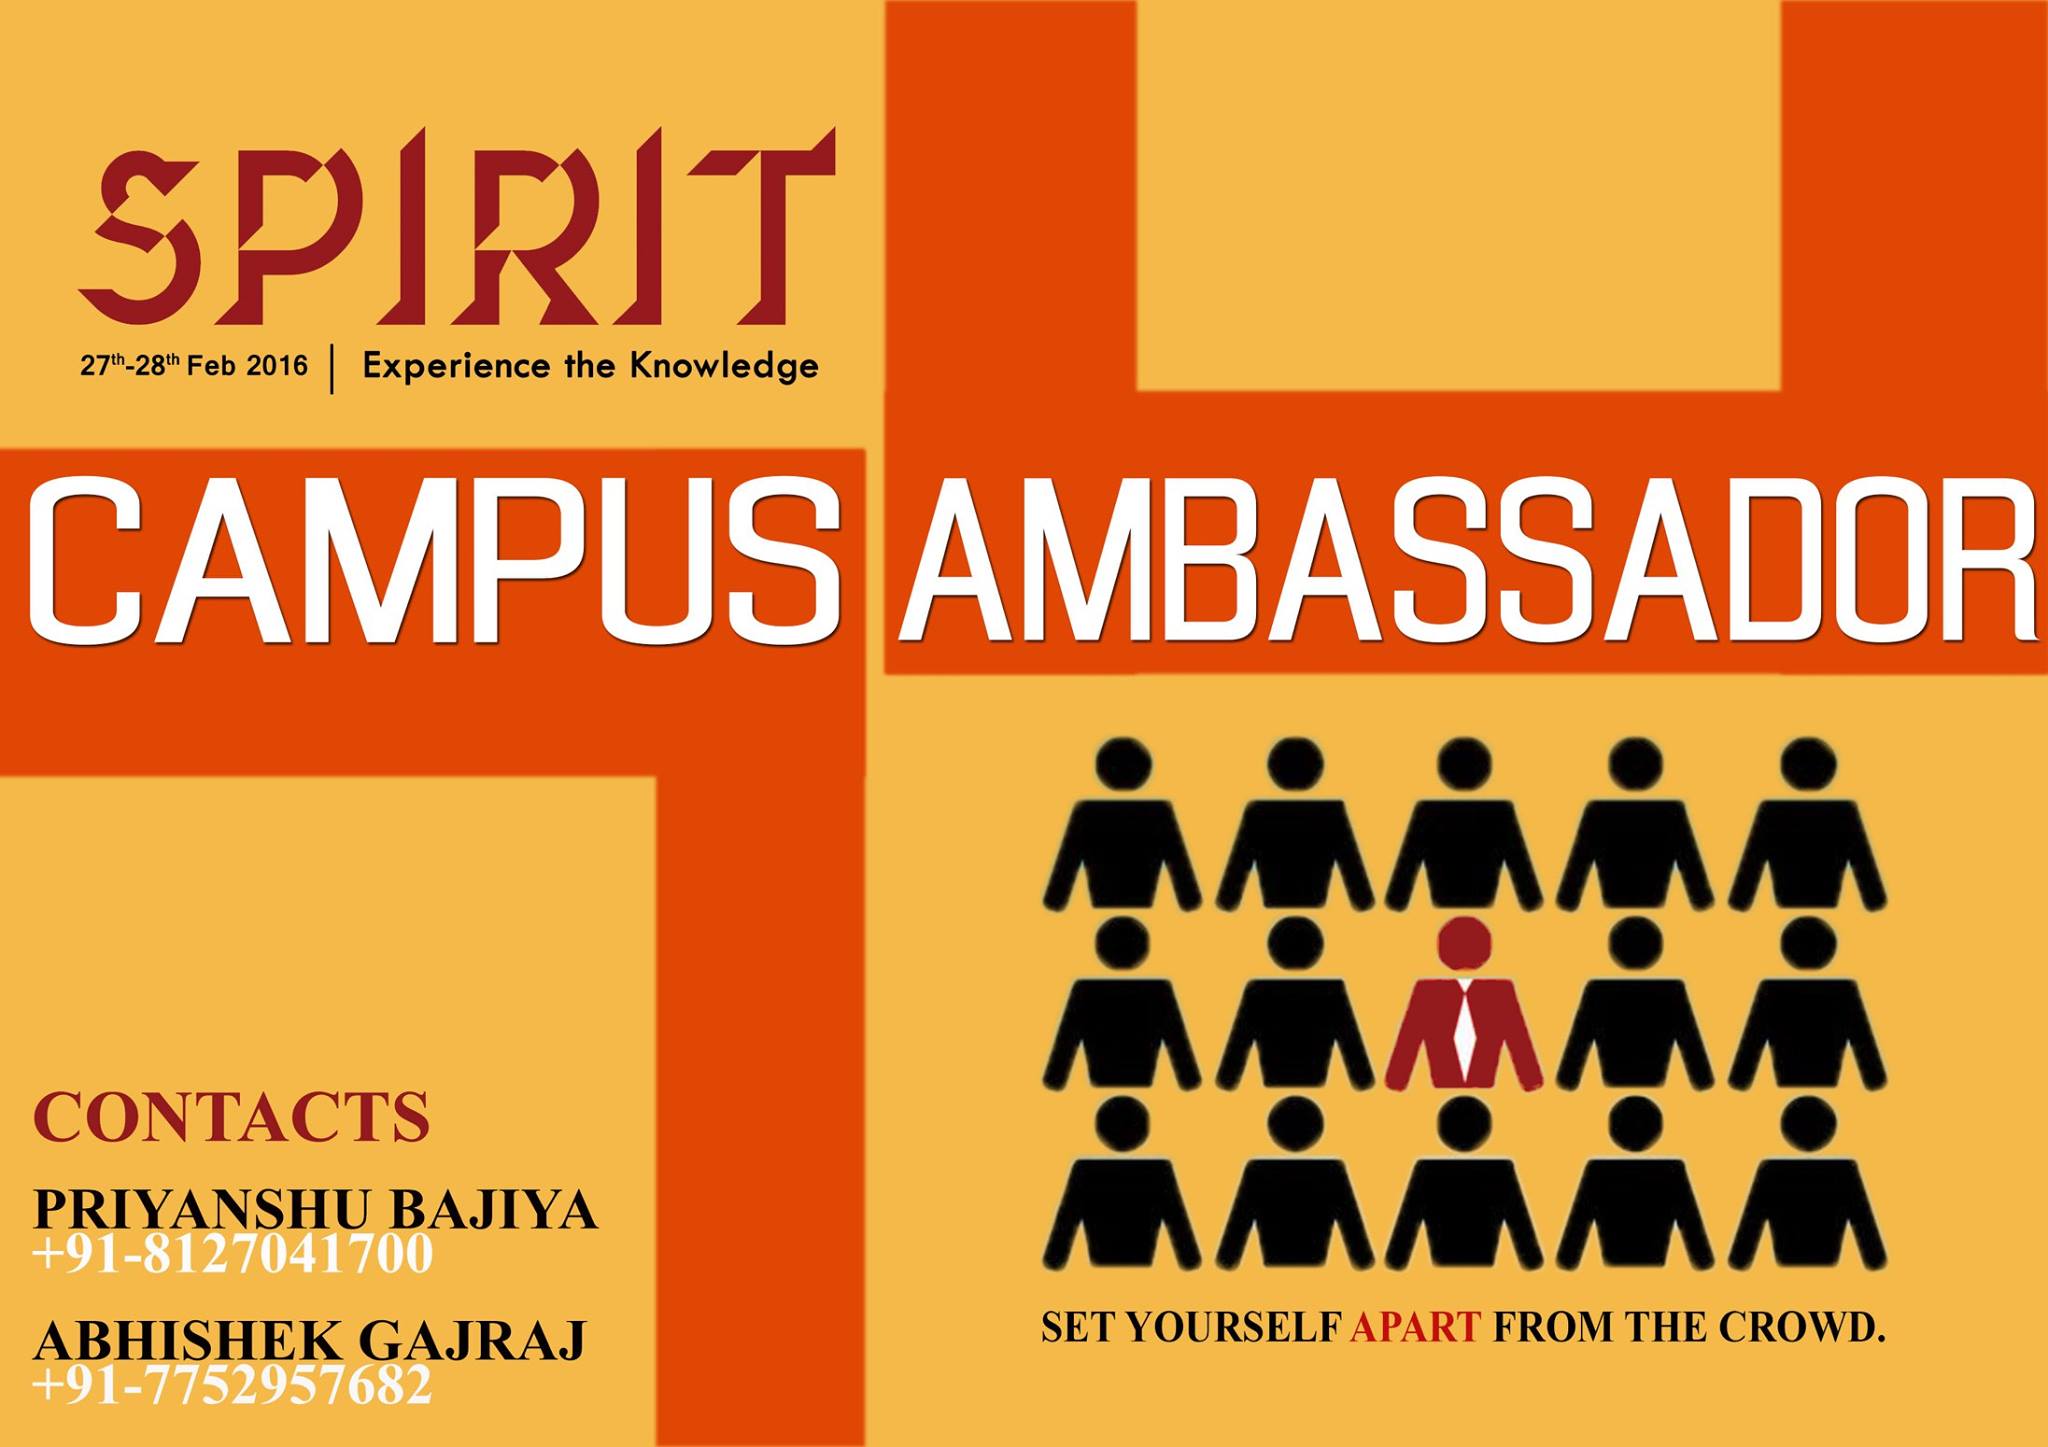 SPIRIT
27th-28th Feb 2016 | Experience the Knowledge
CAMPUS AMBASSADOR
CONTACTS
PRIYANSHU BAJIYA
+91-8127041700
ABHISHEK GAJRAJ
+91-7752957682
SET YOURSELF APART FROM THE CROWD.